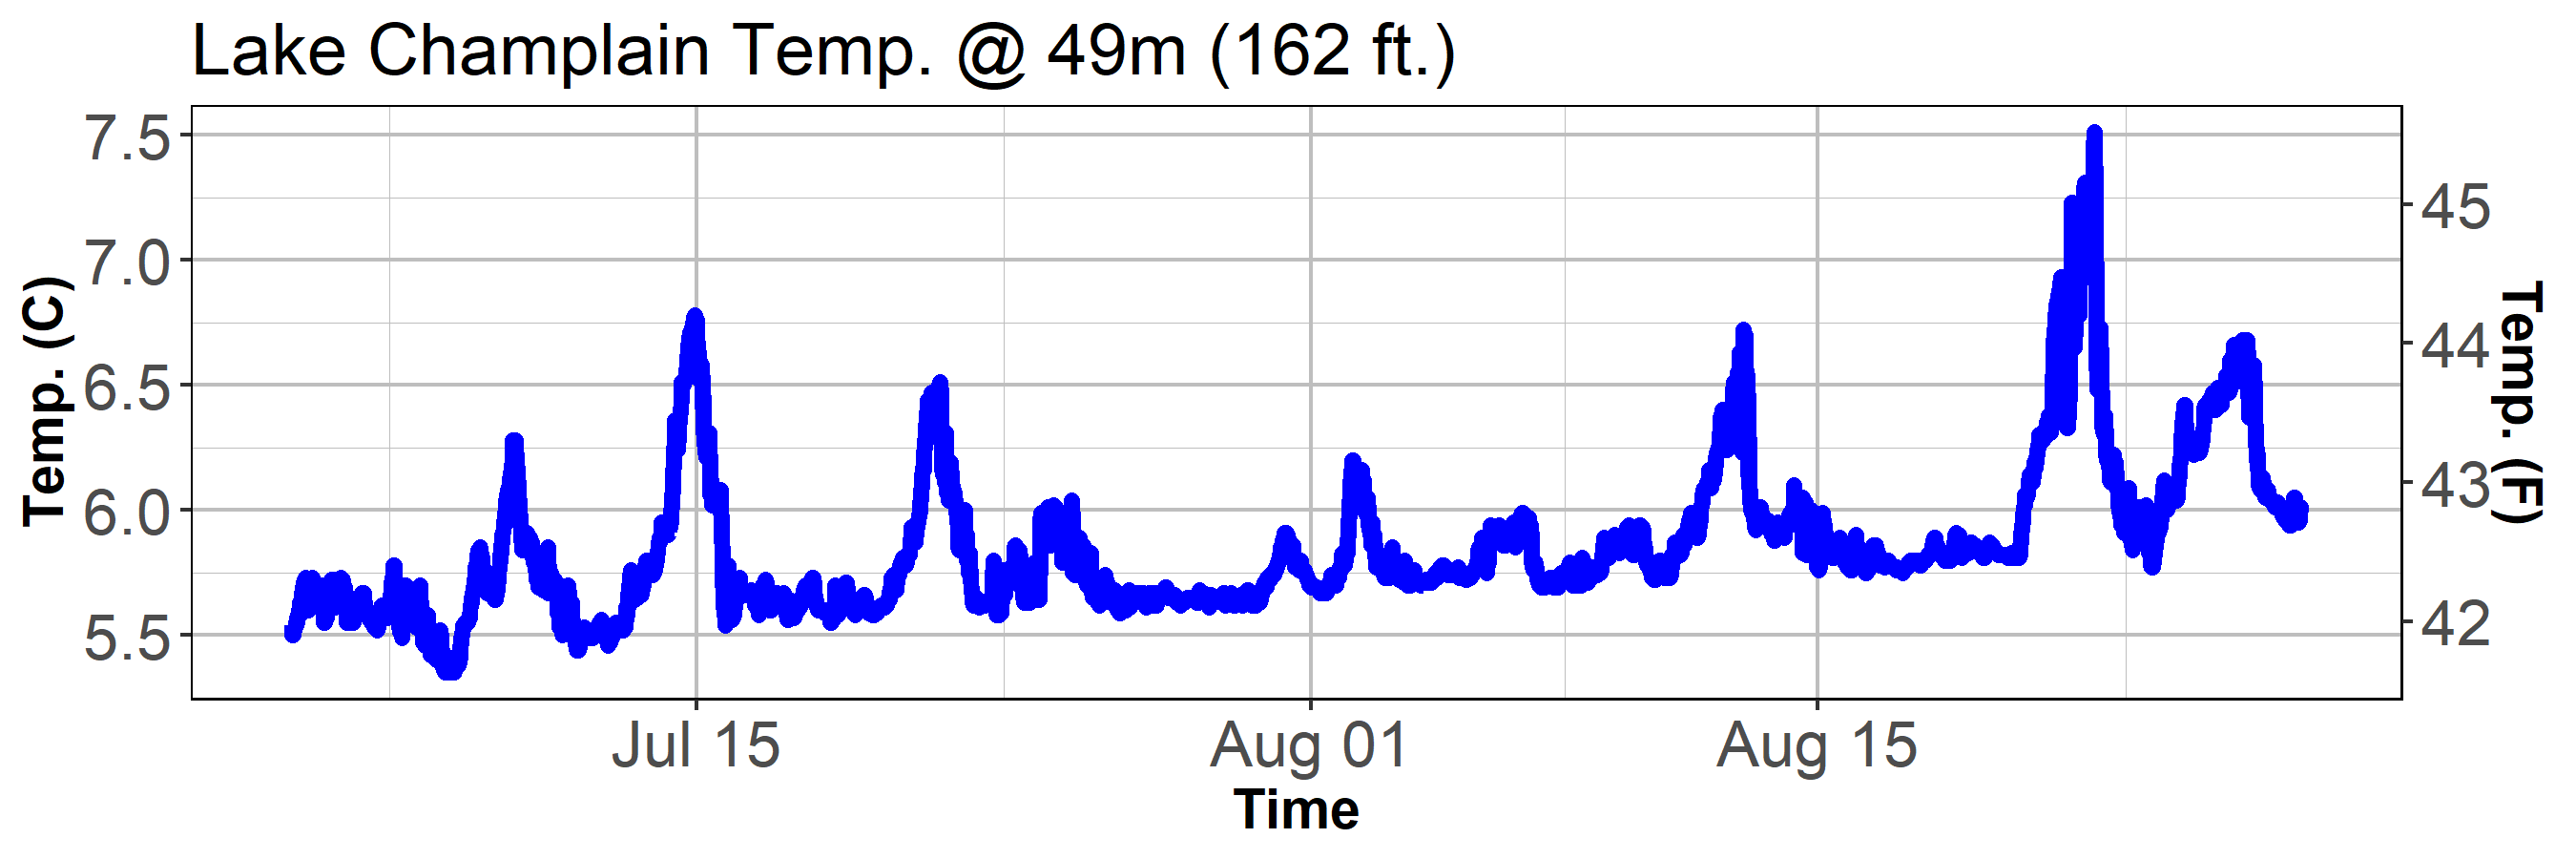 Lake Champlain Temp. @ 49m (162 ft.)
7.5
7.0
6.5
6.0
5.5
Temp. (C)
45
44
43
42
Temp. (F)
Jul 15
Aug 01
Aug 15
Time